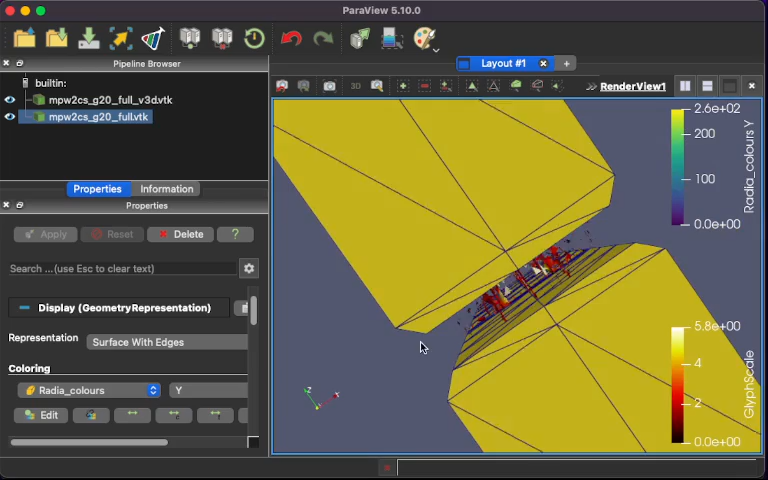 ParaView 5.10.0
Pipeline Browser
Layout #1
+
builtin:
mpw2cs_g20_full_v3d.vtk
mpw2cs_g20_full.vtk
3D
RenderView1
Properties
Information
Properties
Apply
Reset
Delete
?
Search ... (use Esc to clear text)
Display (GeometryRepresentation)
Representation
Surface With Edges
Coloring
Radia_colours
Y
Edit
2.6e+02
200
100
0.0e+00
Radia_colours Y
5.8e+00
4
2
0.0e+00
GlyphScale